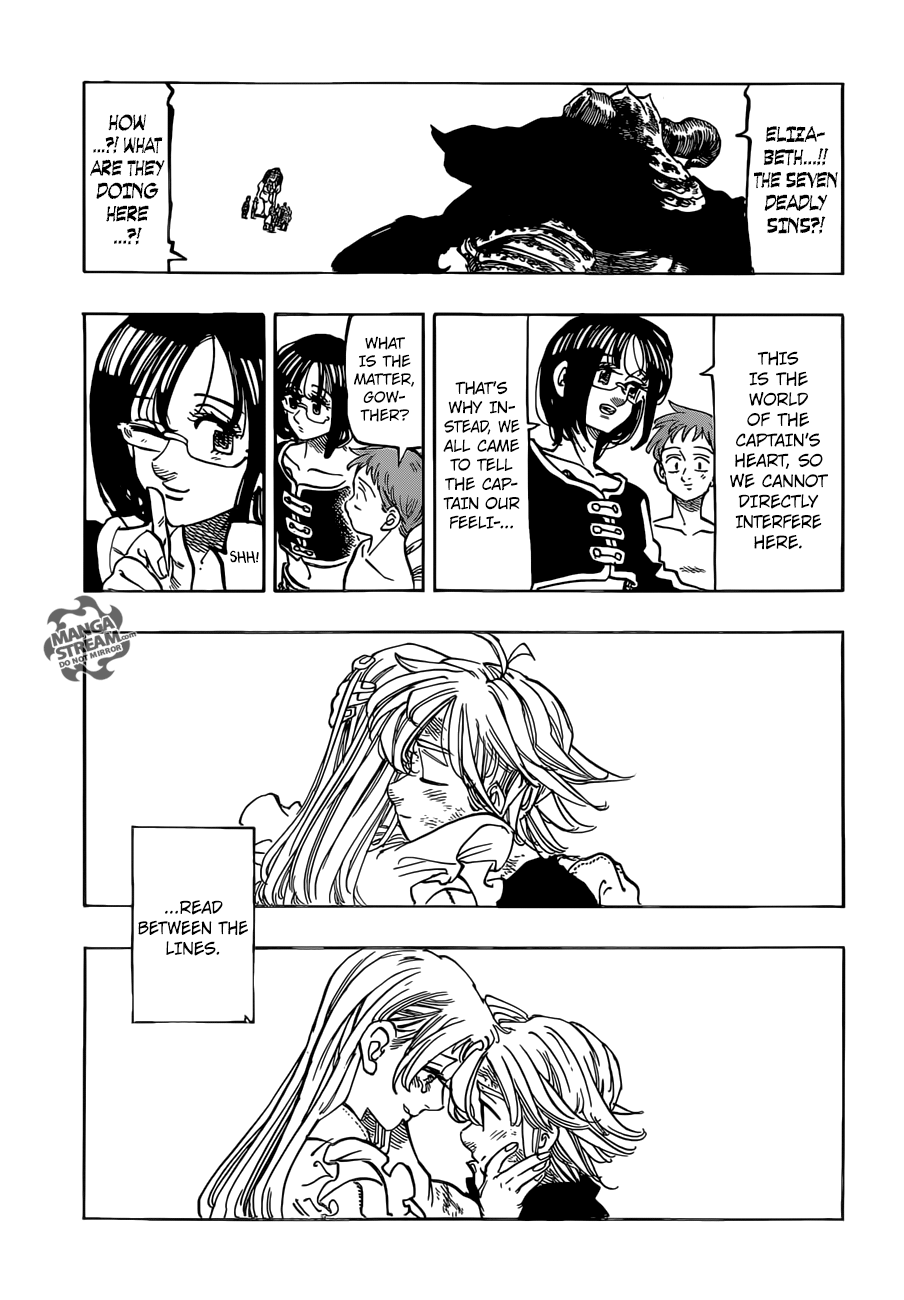 ELIZA-
BETH...!!
THE SEVEN
DEADLY
SINS?!
HOW
...?! WHAT
ARE THEY
DOING
HERE
...?!
THIS
IS THE
WORLD
OF THE
CAPTAIN'S
HEART, SO
WE CANNOT
DIRECTLY
INTERFERE
HERE.
THAT'S
WHY IN-
STEAD, WE
ALL CAME
TO TELL
THE CAP-
TAIN OUR
FEELI-...
WHAT
IS THE
MATTER,
GOW-
THER?
SHH!
MANGA
STREAM.com
DO NOT MIRROR
...READ
BETWEEN THE
LINES.